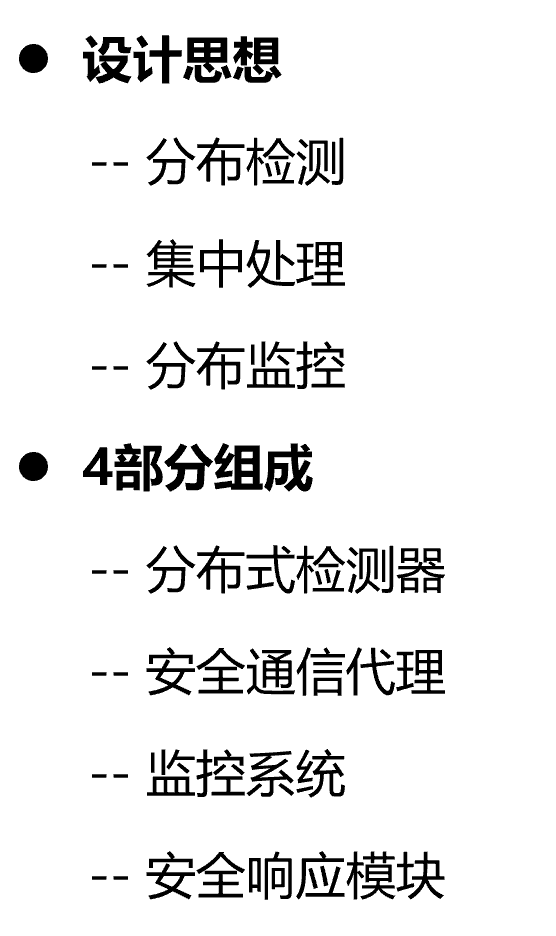 ● 设计思想
-- 分布检测
-- 集中处理
-- 分布监控
● 4部分组成
-- 分布式检测器
-- 安全通信代理
-- 监控系统
-- 安全响应模块